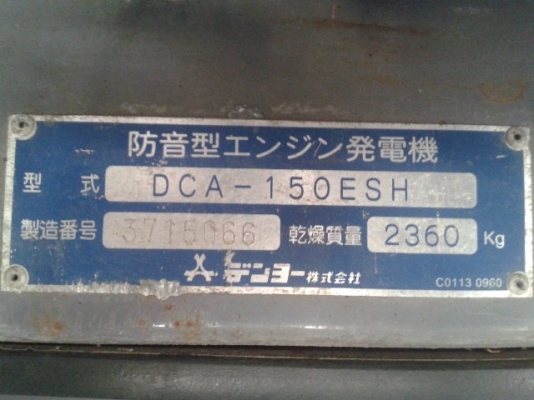 防音型エンジン発電機
型式 DCA-150ESH
製造番号 3715066 乾燥質量 2360 Kg
デンヨー株式会社
C0113 0960